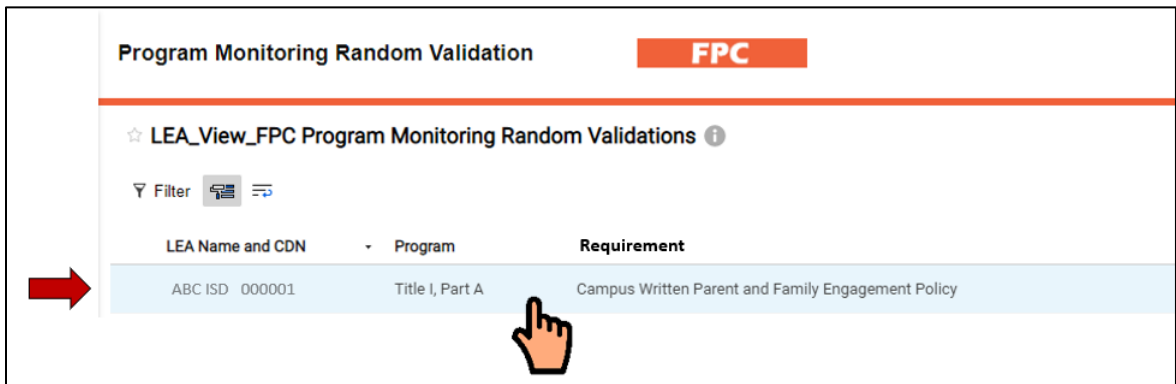 Program Monitoring Random Validation FPC
LEA_View_FPC Program Monitoring Random Validations
Filter
LEA Name and CDN Program Requirement
ABC ISD 000001 Title I, Part A Campus Written Parent and Family Engagement Policy